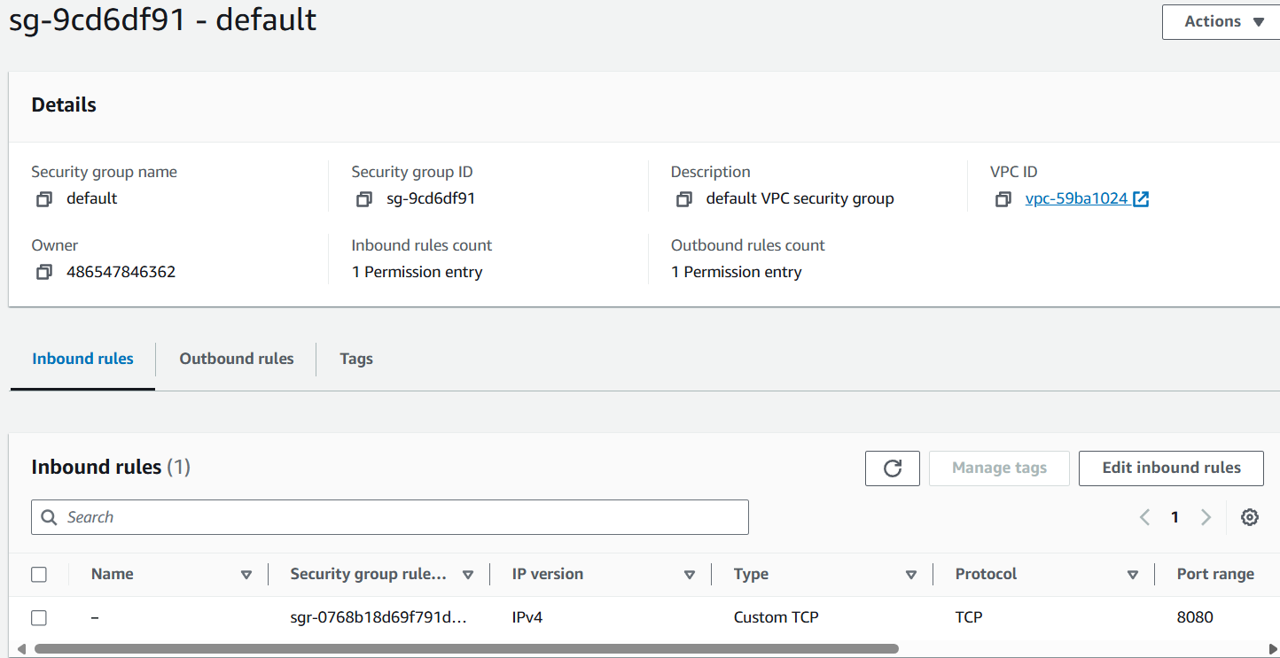 sg-9cd6df91 - default
Actions
Details
Security group name
default
Security group ID
sg-9cd6df91
Description
default VPC security group
VPC ID
vpc-59ba1024
Owner
486547846362
Inbound rules count
1 Permission entry
Outbound rules count
1 Permission entry
Inbound rules
Outbound rules
Tags
Inbound rules (1)
Manage tags
Edit inbound rules
Search
1
Name
Security group rule...
IP version
Type
Protocol
Port range
–
sgr-0768b18d69f791d...
IPv4
Custom TCP
TCP
8080